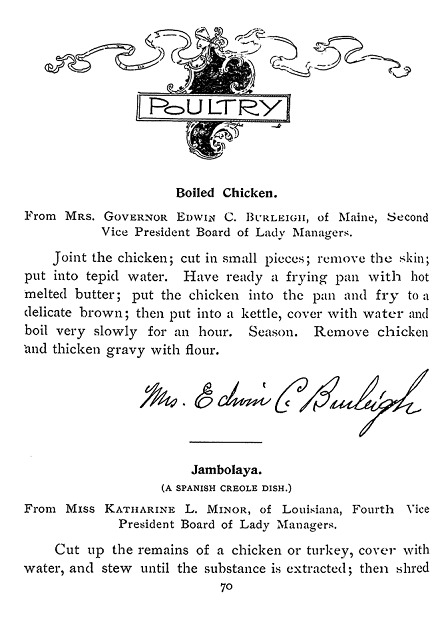 POULTRY
Boiled Chicken.
From Mrs. Governor Edwin C. Burleigh, of Maine, Second
Vice President Board of Lady Managers.
Joint the chicken; cut in small pieces; remove the skin;
put into tepid water. Have ready a frying pan with hot
melted butter; put the chicken into the pan and fry to a
delicate brown; then put into a kettle, cover with water and
boil very slowly for an hour. Season. Remove chicken
and thicken gravy with flour.
Mrs. Edwin C. Burleigh
Jambolaya.
(A SPANISH CREOLE DISH.)
From Miss Katharine L. Minor, of Louisiana, Fourth Vice
President Board of Lady Managers.
Cut up the remains of a chicken or turkey, cover with
water, and stew until the substance is extracted; then shred
70